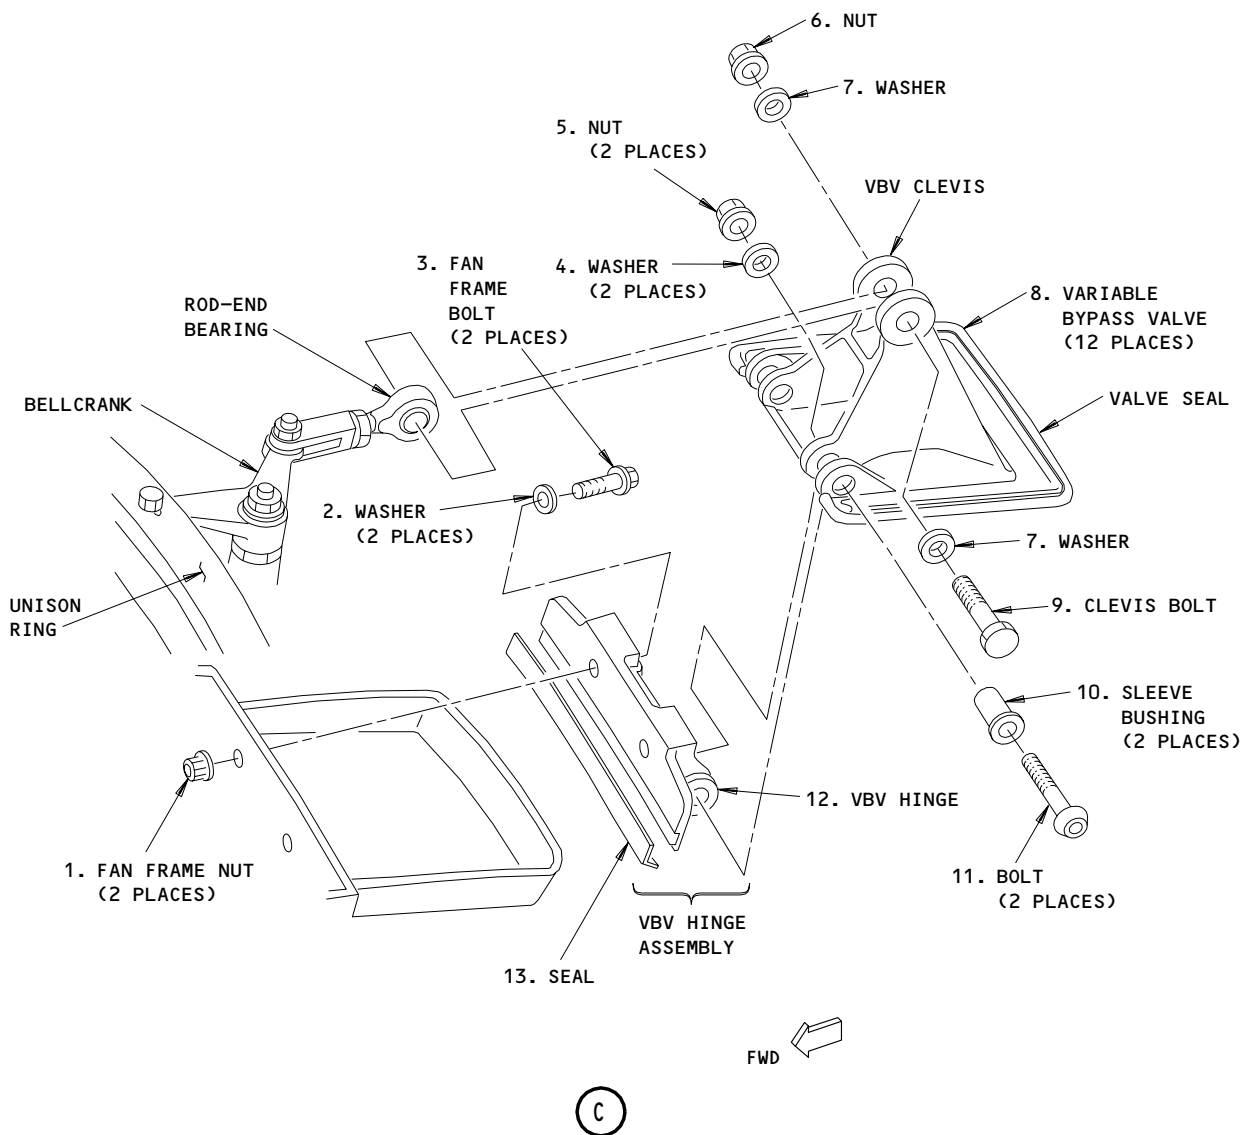 6. NUT
7. WASHER
5. NUT
(2 PLACES)
VBV CLEVIS
3. FAN
FRAME
BOLT
(2 PLACES)
4. WASHER
(2 PLACES)
8. VARIABLE
BYPASS VALVE
(12 PLACES)
ROD-END
BEARING
BELLCRANK
VALVE SEAL
2. WASHER
(2 PLACES)
7. WASHER
UNISON
RING
9. CLEVIS BOLT
10. SLEEVE
BUSHING
(2 PLACES)
12. VBV HINGE
1. FAN FRAME NUT
(2 PLACES)
11. BOLT
(2 PLACES)
VBV HINGE
ASSEMBLY
13. SEAL
FWD
C